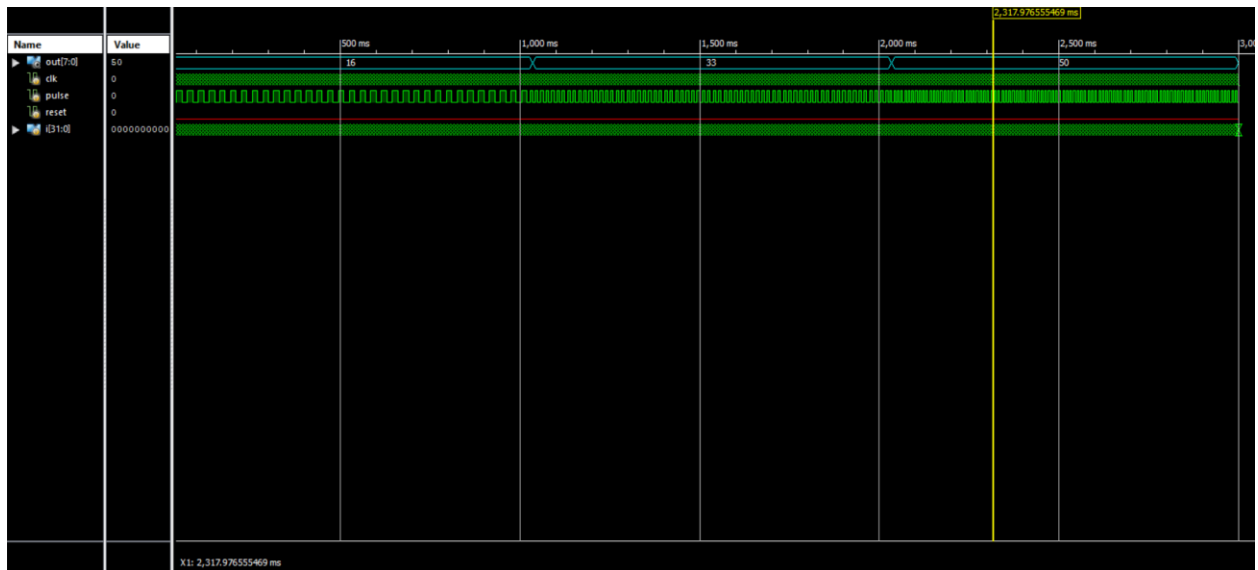 2,317.976555469 ms
Name Value
500 ms 1,000 ms 1,500 ms 2,000 ms 2,500 ms 3,0
out[7:0] 50 16 33 50
clk 0
pulse 0
reset 0
i[31:0] 0000000000
X1: 2,317.976555469 ms